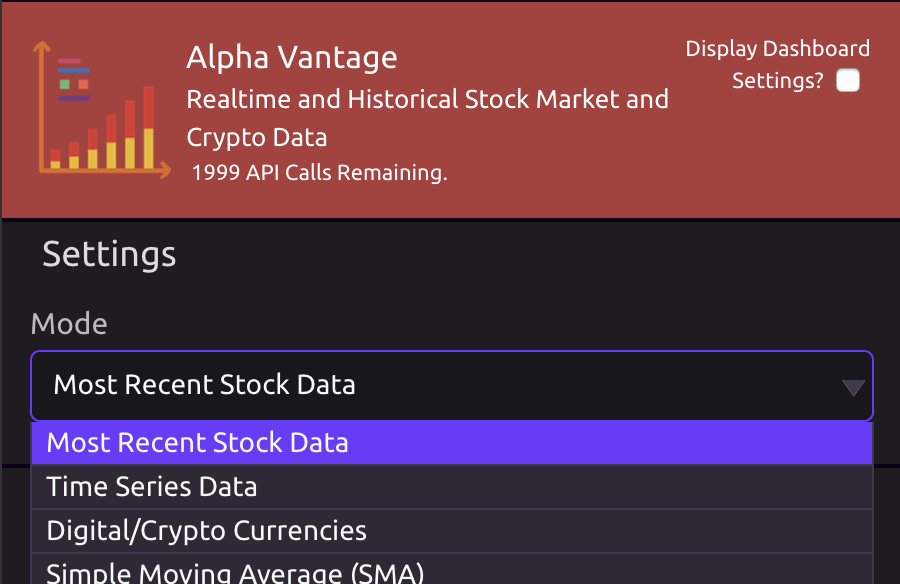 Alpha Vantage
Realtime and Historical Stock Market and
Crypto Data
1999 API Calls Remaining.
Display Dashboard
Settings?
Settings
Mode
Most Recent Stock Data
Most Recent Stock Data
Time Series Data
Digital/Crypto Currencies
Simple Moving Average (SMA)